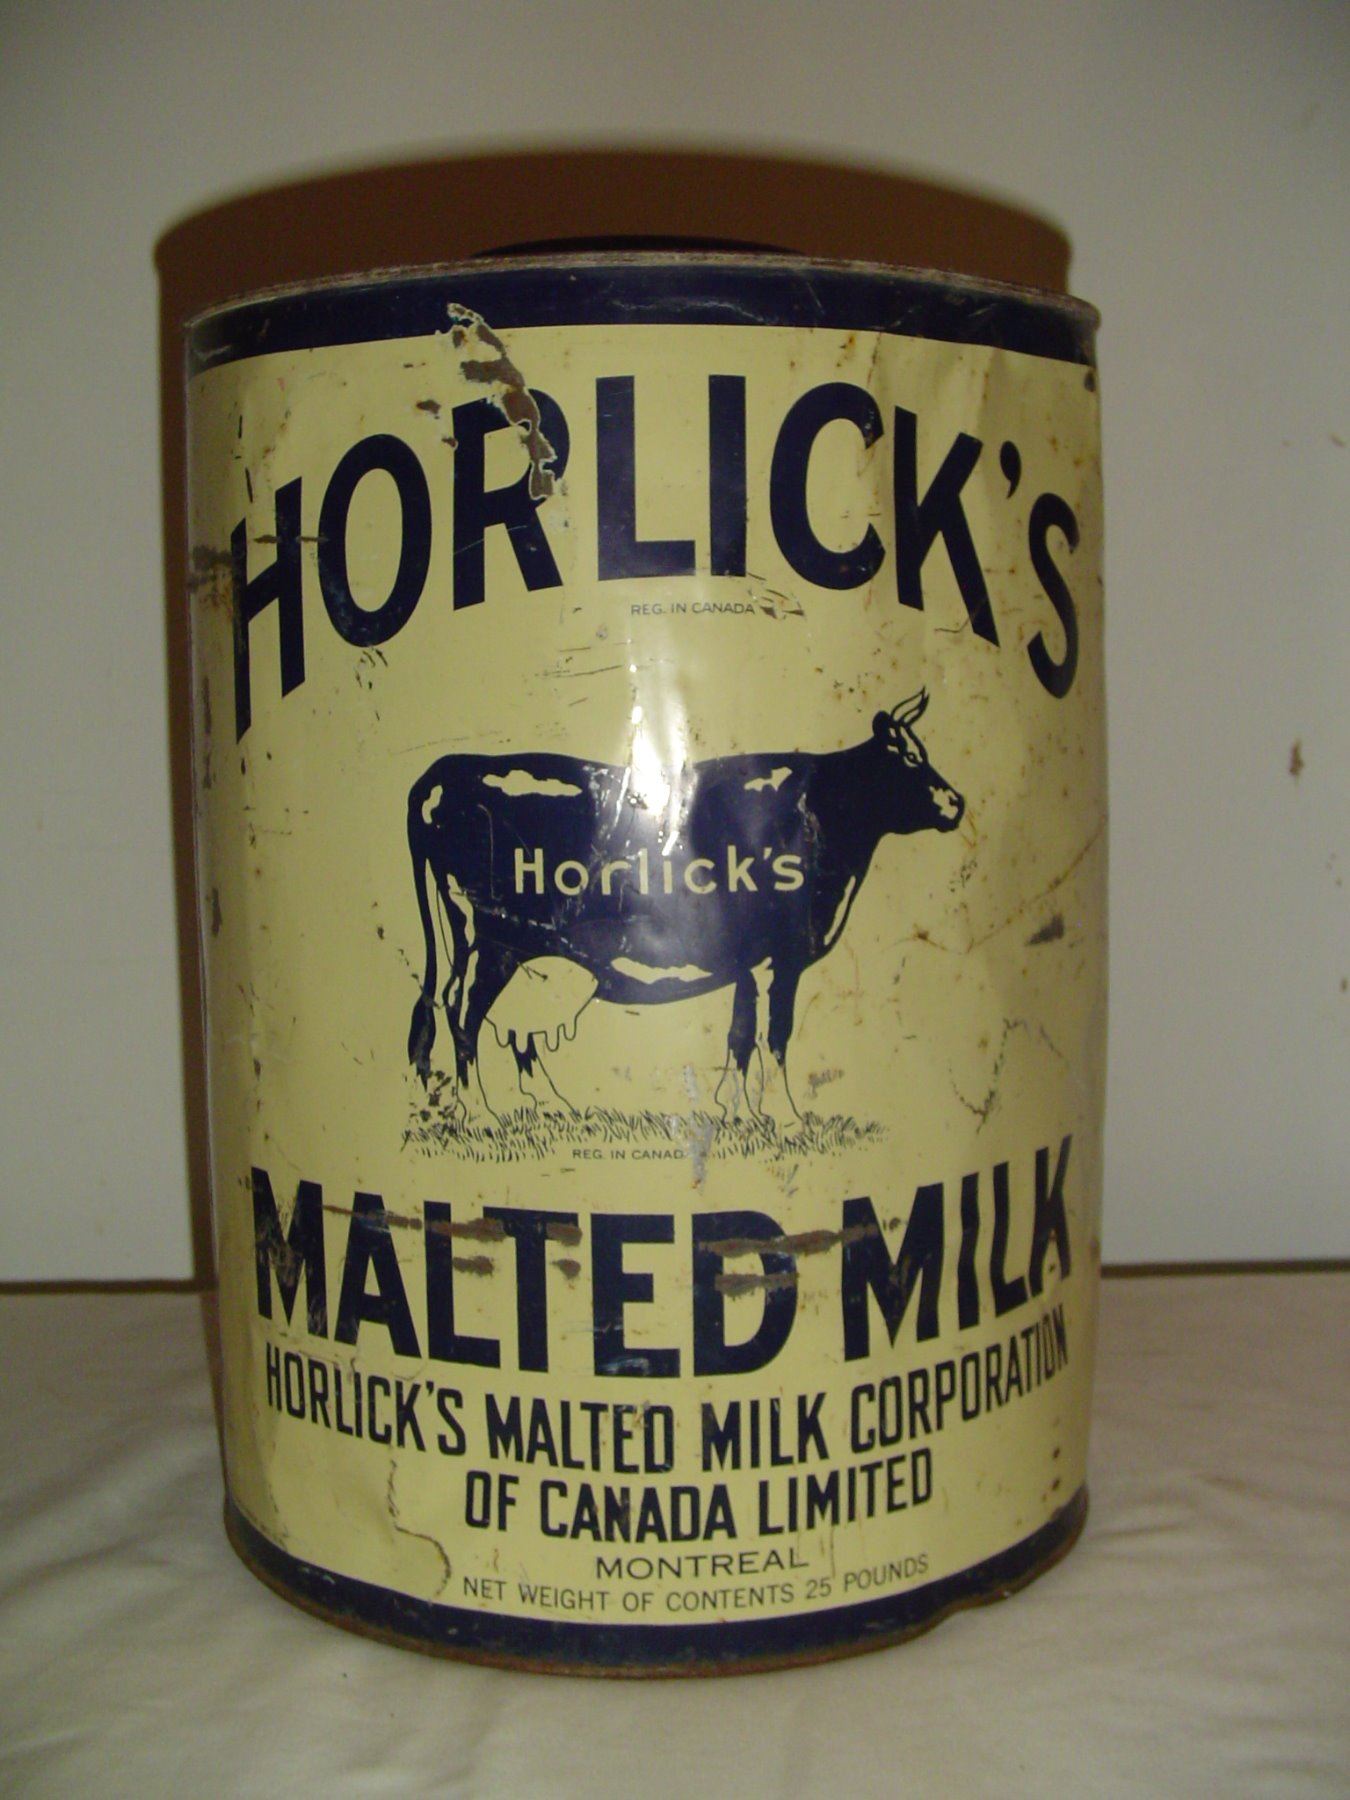 HORLICK'S
REG. IN CANADA
Horlick's
REG. IN CANADA
MALTED MILK
HORLICK'S MALTED MILK CORPORATION
OF CANADA LIMITED
MONTREAL
NET WEIGHT OF CONTENTS 25 POUNDS